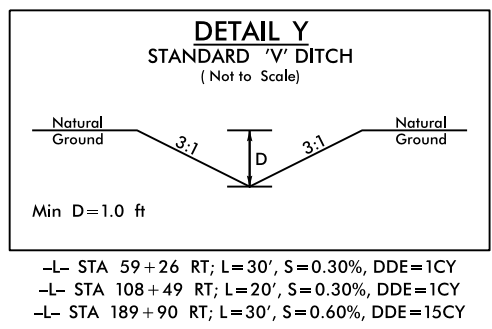 DETAIL Y
STANDARD 'V' DITCH
( Not to Scale)
Natural
Ground
3:1
D
3:1
Natural
Ground
Min D=1.0 ft
-L- STA 59+26 RT; L=30', S=0.30%, DDE=1CY
-L- STA 108+49 RT; L=20', S=0.30%, DDE=1CY
-L- STA 189+90 RT; L=30', S=0.60%, DDE=15CY